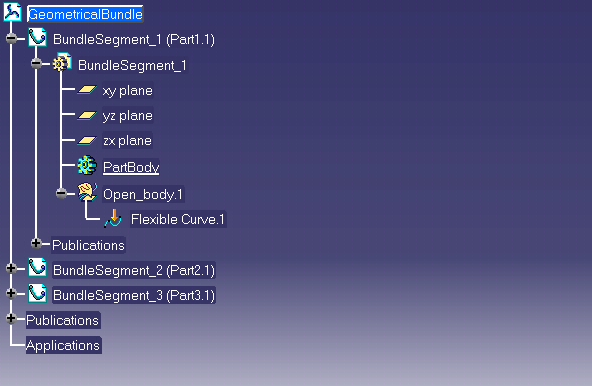 GeometricalBundle
BundleSegment_1 (Part1.1)
BundleSegment_1
xy plane
yz plane
zx plane
PartBody
Open_body.1
Flexible Curve.1
Publications
BundleSegment_2 (Part2.1)
BundleSegment_3 (Part3.1)
Publications
Applications